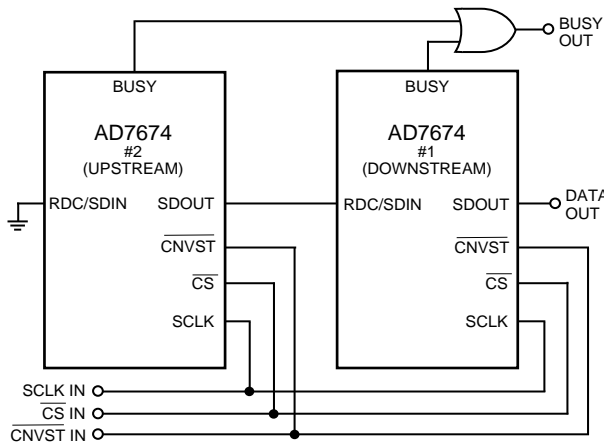 BUSY
OUT
BUSY
AD7674
#2
(UPSTREAM)
RDC/SDIN
SDOUT
CNVST
CS
SCLK
BUSY
AD7674
#1
(DOWNSTREAM)
RDC/SDIN
SDOUT
CNVST
CS
SCLK
DATA
OUT
SCLK IN
CS IN
CNVST IN